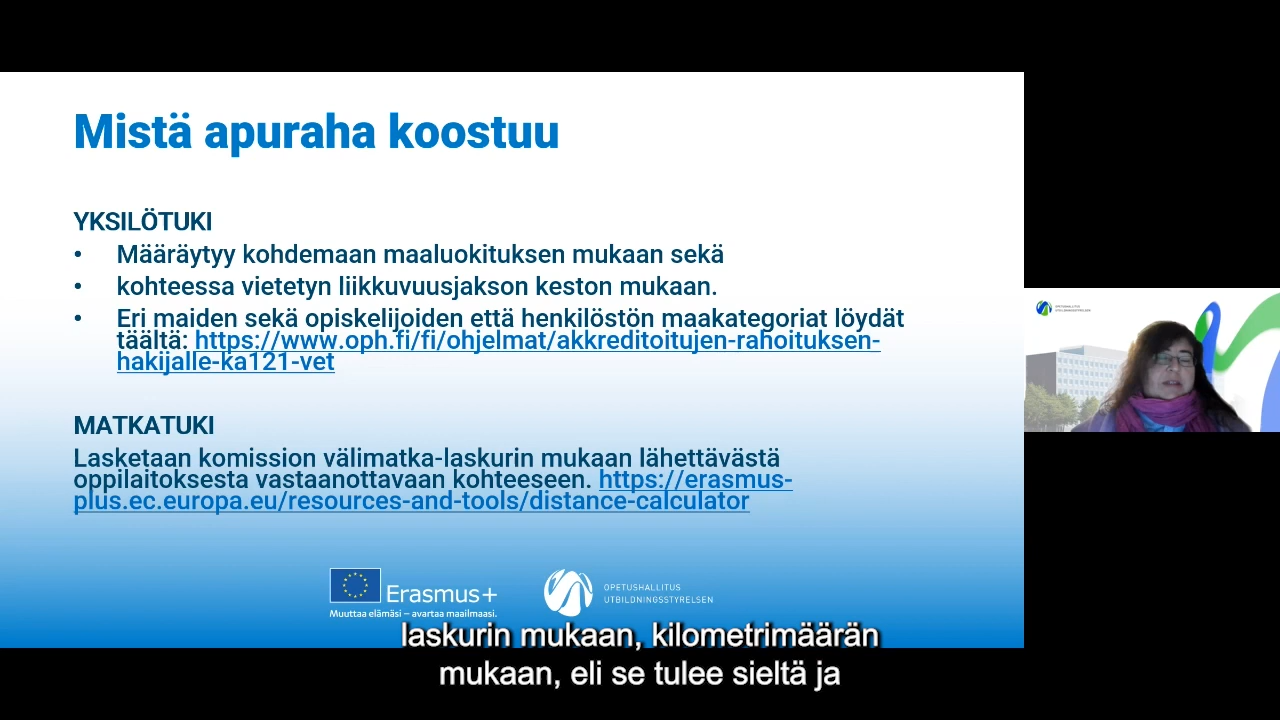 Mistä apuraha koostuu
YKSILÖTUKI
• Määräytyy kohdemaan maaluokituksen mukaan sekä
• kohteessa vietetyn liikkuvuusjakson keston mukaan.
• Eri maiden sekä opiskelijoiden että henkilöstön maakategoriat löydät
täältä: https://www.oph.fi/fi/ohjelmat/akkreditoitujen-rahoituksen-
hakijalle-ka121-vet
MATKATUKI
Lasketaan komission välimatka-laskurin mukaan lähettävästä
oppilaitoksesta vastaanottavaan kohteeseen. https://erasmus-
plus.ec.europa.eu/resources-and-tools/distance-calculator
Erasmus+
Muuttaa elämäsi – avartaa maailmaasi.
OPETUSHALLITUS
UTBILDNINGSSTYRELSEN
laskurin mukaan, kilometrimäärän
mukaan, eli se tulee sieltä ja
OPETUSHALLITUS
UTBILDNINGSSTYRELSEN